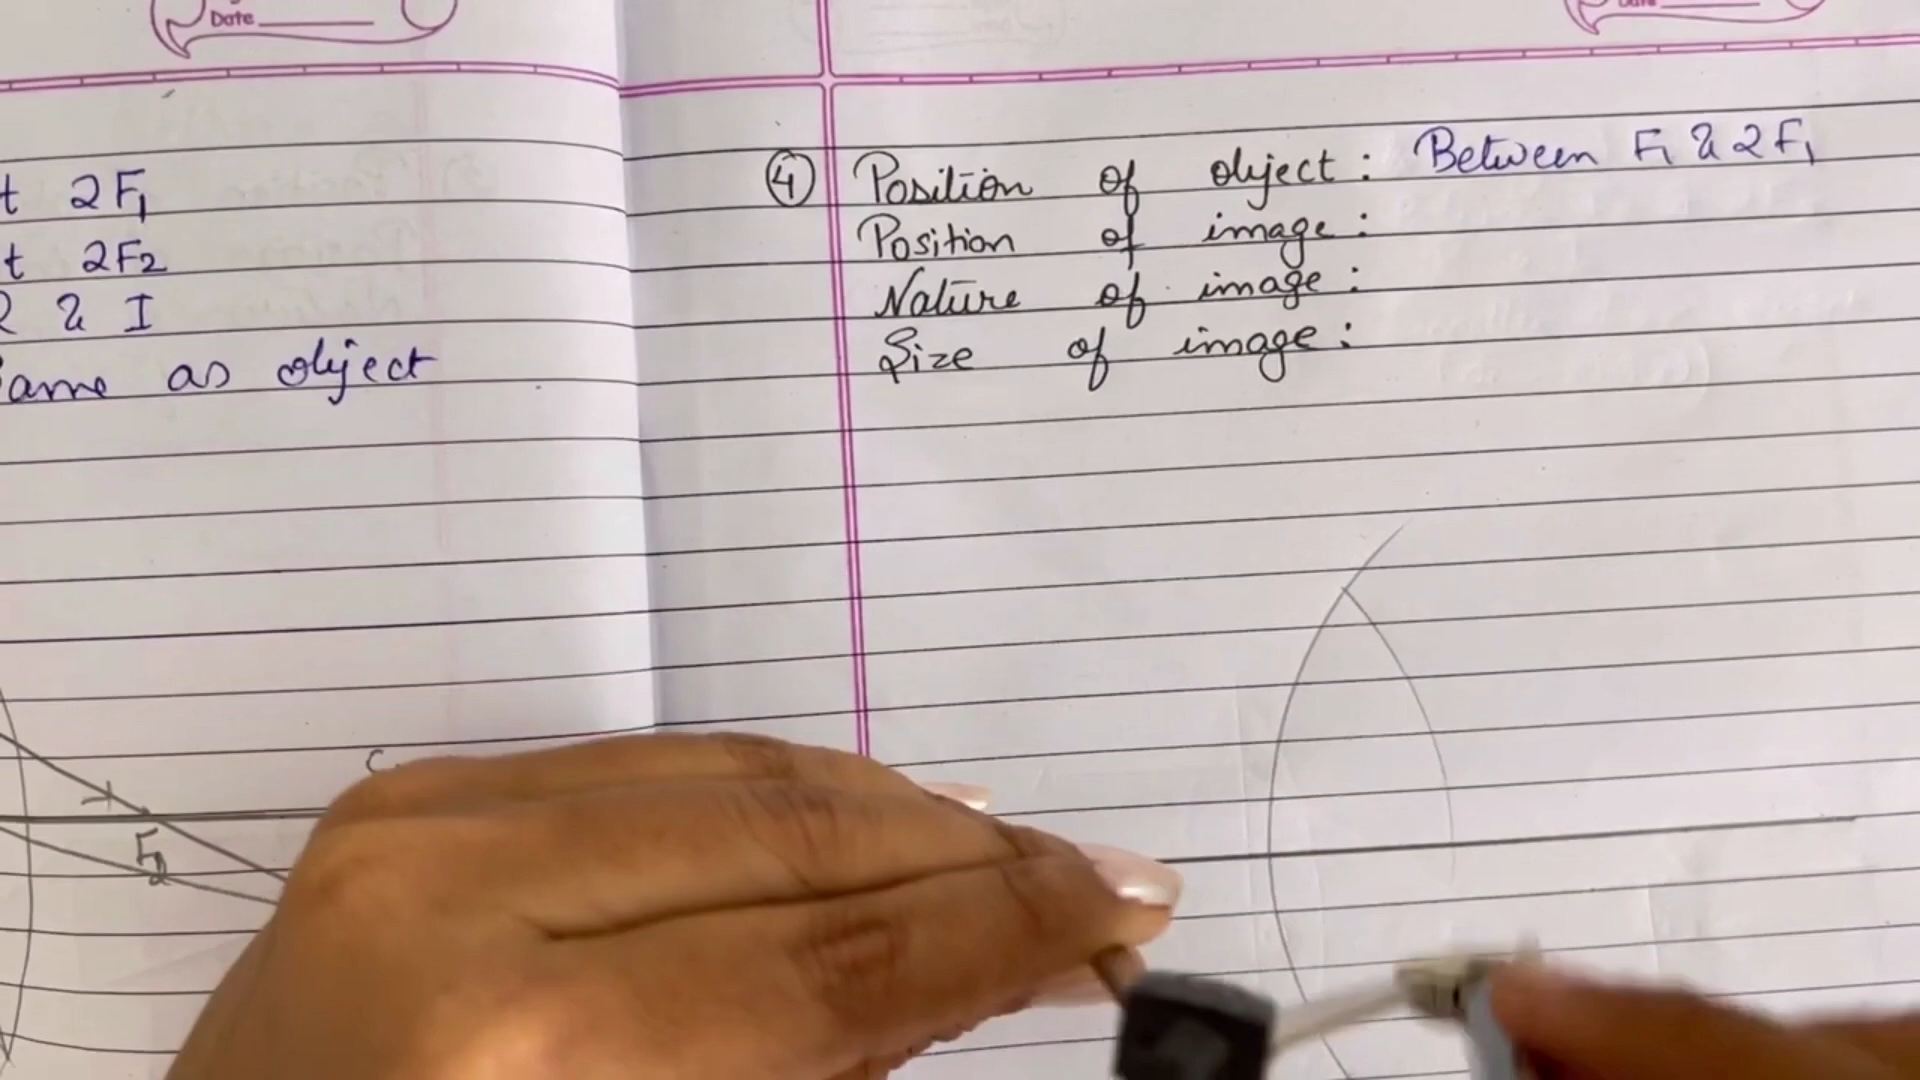 Date
t 2F1
t 2F2
& I
ame as object
F2
④ Position of object : Between F1 & 2F1
Position of image :
Nature of image :
Size of image :